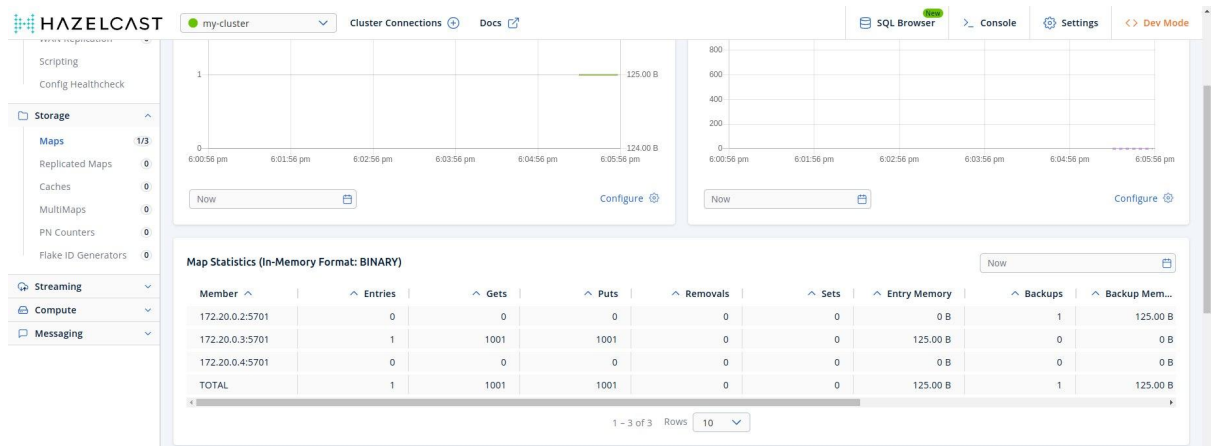 HAZELCAST my-cluster Cluster Connections Docs New SQL Browser >_ Console Settings <> Dev Mode
WAN Replication 0
Scripting
Config Healthcheck
Storage
Maps 1/3
Replicated Maps 0
Caches 0
MultiMaps 0
PN Counters 0
Flake ID Generators 0
Streaming
Compute
Messaging
1 125.00 B
0 124.00 B
6:00:56 pm 6:01:56 pm 6:02:56 pm 6:03:56 pm 6:04:56 pm 6:05:56 pm
Now Configure
800
600
400
200
0
6:00:56 pm 6:01:56 pm 6:02:56 pm 6:03:56 pm 6:04:56 pm 6:05:56 pm
Now Configure
Map Statistics (In-Memory Format: BINARY) Now
Member Entries Gets Puts Removals Sets Entry Memory Backups Backup Mem...
172.20.0.2:5701 0 0 0 0 0 0 B 1 125.00 B
172.20.0.3:5701 1 1001 1001 0 0 125.00 B 0 0 B
172.20.0.4:5701 0 0 0 0 0 0 B 0 0 B
TOTAL 1 1001 1001 0 0 125.00 B 1 125.00 B
1 – 3 of 3 Rows 10